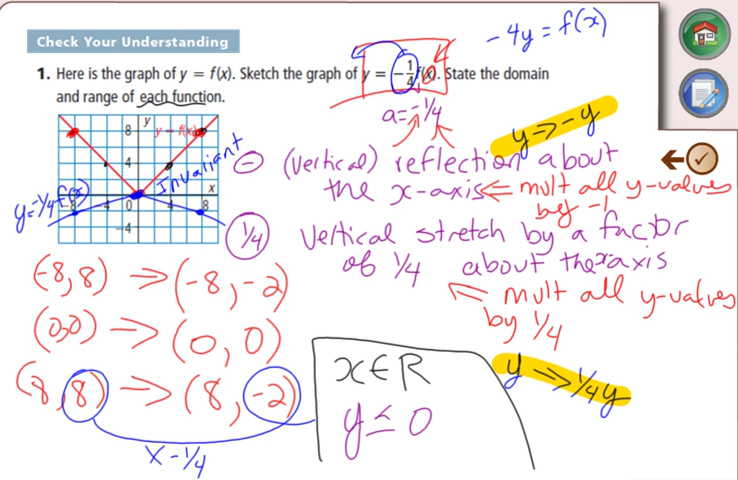 -4y = f(x)
Check Your Understanding
1. Here is the graph of y = f(x). Sketch the graph of y = -1/4 f(x). State the domain
and range of each function.
a = -1/4
y => -y
y
8
4
0
-4
-8
4
8
x
y = f(x)
Invariant
y = -1/4 f(x)
- (vertical) reflection about
the x-axis <= mult all y-values
by -1
1/4 vertical stretch by a factor
of 1/4 about the x-axis
<= mult all y-values
by 1/4
y => 1/4 y
(-8, 8) => (-8, -2)
(0,0) => (0, 0)
(8, 8) => (8, -2)
x - 1/4
x ∈ R
y ≤ 0